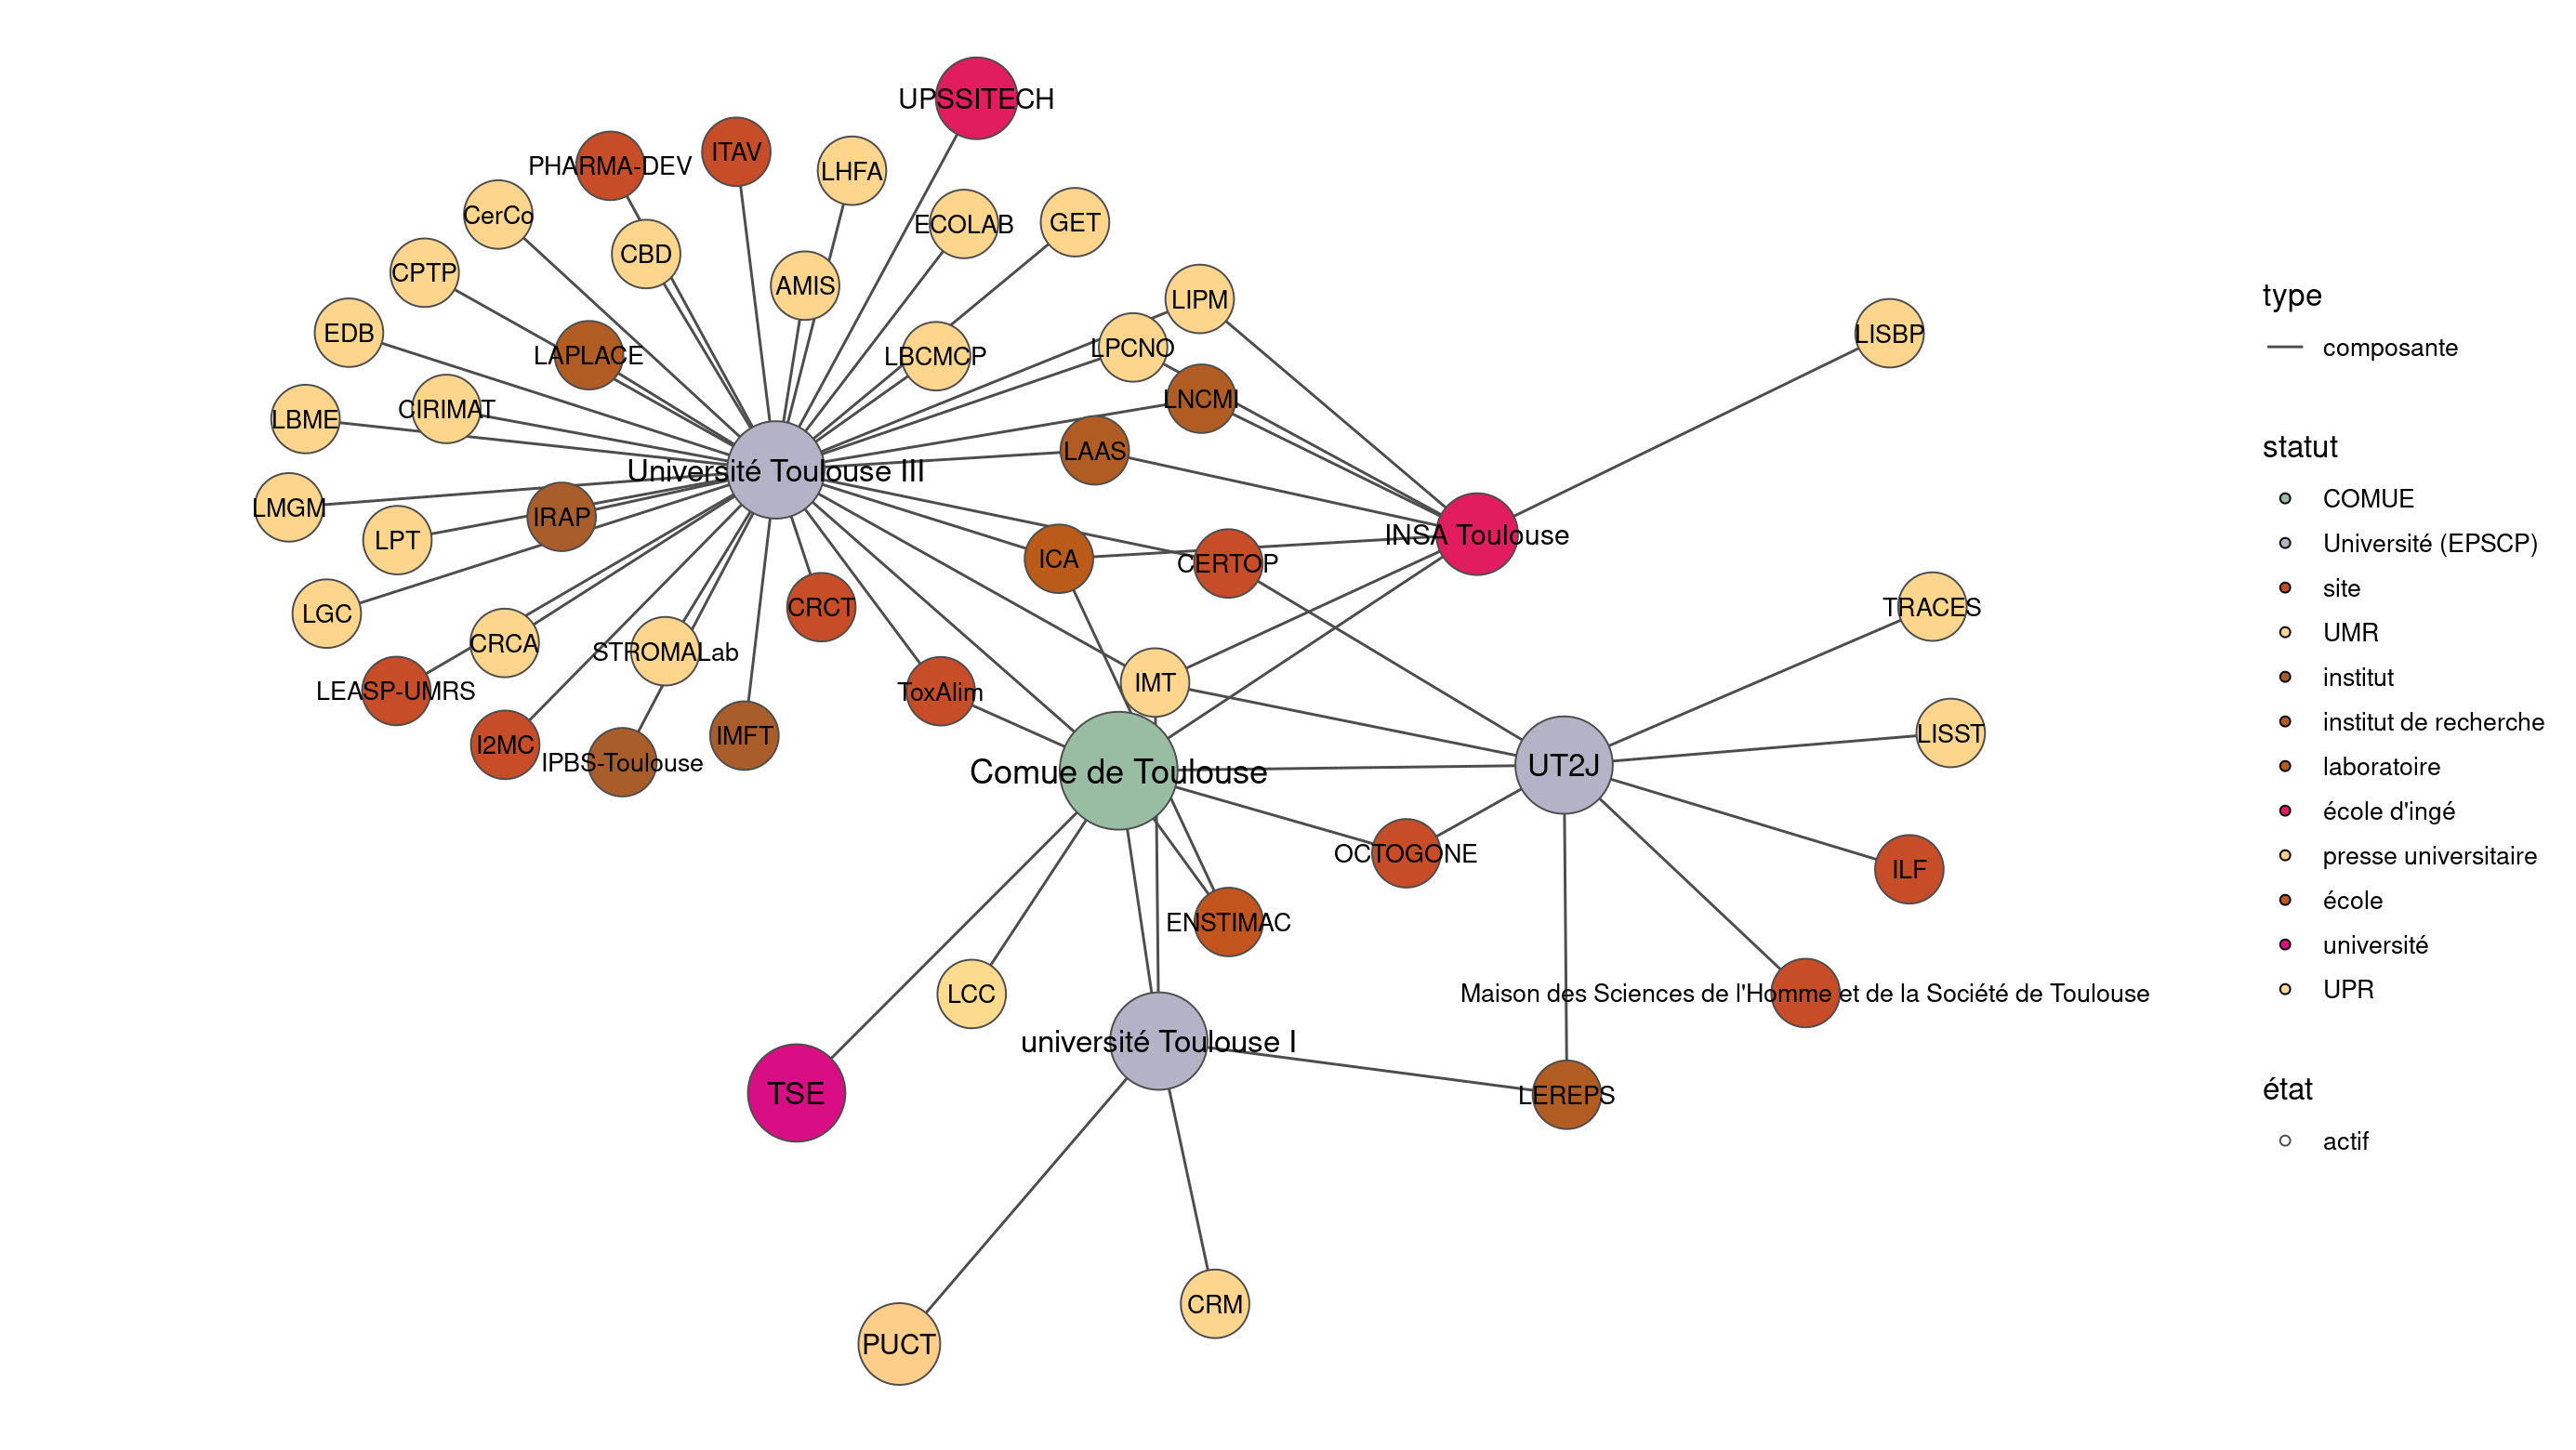 UPSSITECH
ITAV
PHARMA-DEV
LHFA
CerCo
GET
ECOLAB
CBD
CPTP
AMIS
LIPM
EDB
LISBP
LPCNO
LAPLACE
LBCMCP
LNCMI
CIRIMAT
LBME
LAAS
Université Toulouse III
LMGM
IRAP
INSA Toulouse
LPT
ICA
CERTOP
CRCT
TRACES
LGC
CRCA
STROMALab
IMT
LEASP-UMRS
ToxAlim
LISST
IMFT
I2MC
IPBS-Toulouse
UT2J
Comue de Toulouse
OCTOGONE
ILF
ENSTIMAC
LCC
Maison des Sciences de l'Homme et de la Société de Toulouse
université Toulouse I
TSE
LEREPS
CRM
PUCT
type
composante
statut
COMUE
Université (EPSCP)
site
UMR
institut
institut de recherche
laboratoire
école d'ingé
presse universitaire
école
université
UPR
état
actif